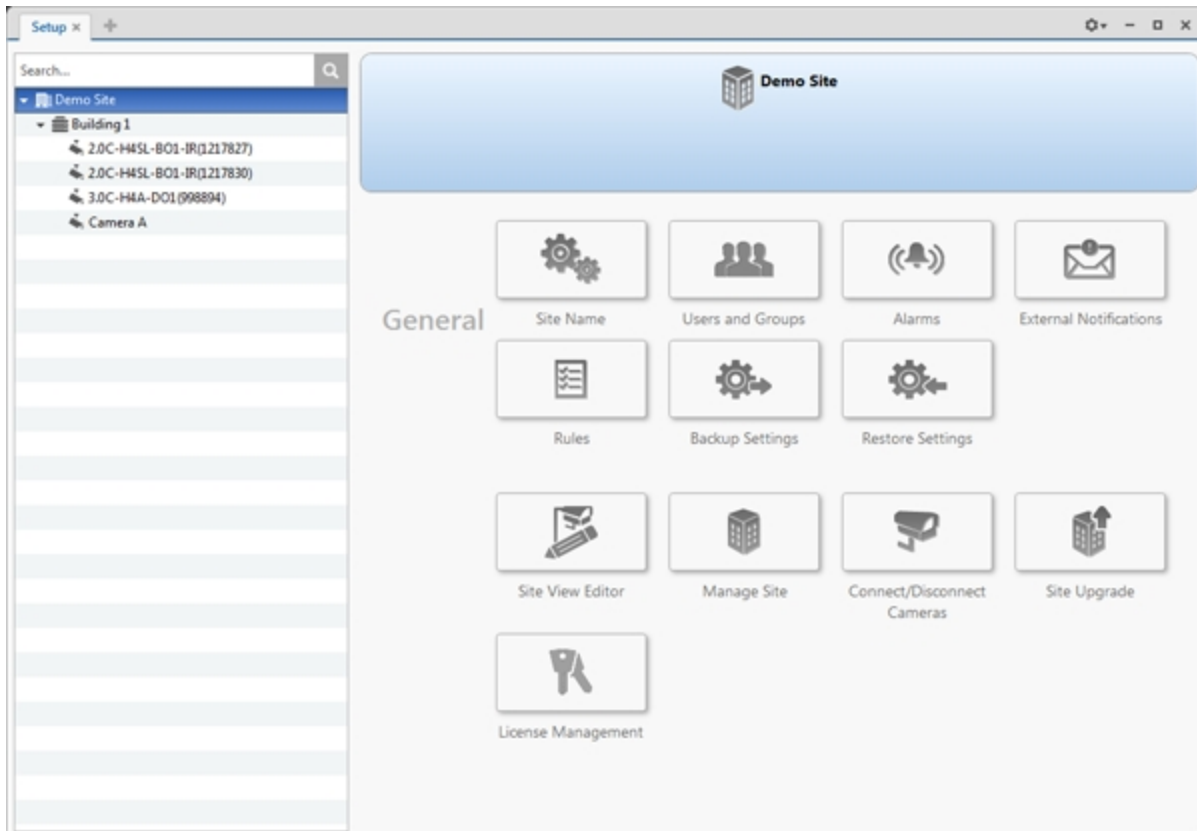 Setup
Search...
Demo Site
Demo Site
Building 1
2.0C-H4SL-BO1-IR(1217827)
2.0C-H4SL-BO1-IR(1217830)
3.0C-H4A-DO1(998894)
Camera A
General
Site Name
Users and Groups
Alarms
External Notifications
Rules
Backup Settings
Restore Settings
Site View Editor
Manage Site
Connect/Disconnect
Cameras
Site Upgrade
License Management